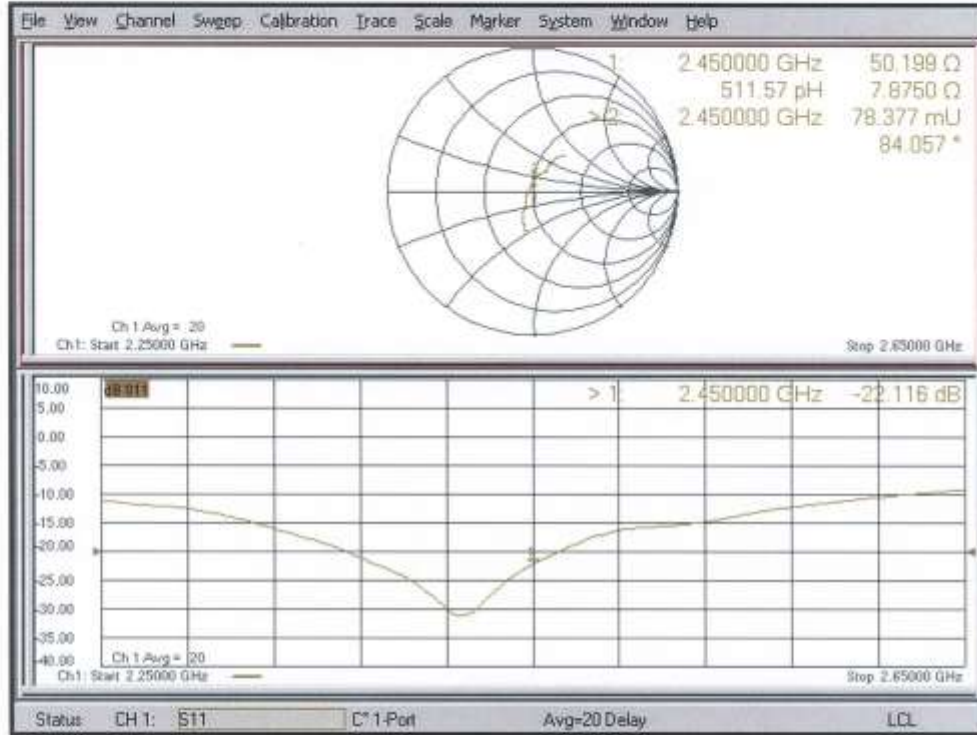 File View Channel Sweep Calibration Trace Scale Marker System Window Help
1: 2.450000 GHz 50.199 Ω
511.57 pH 7.8750 Ω
> 2: 2.450000 GHz 78.377 mU
84.057 °
Ch 1 Avg = 20
Ch1: Start 2.25000 GHz
Stop 2.65000 GHz
10.00 dB S11 > 1: 2.450000 GHz -22.116 dB
5.00
0.00
-5.00
-10.00
-15.00
-20.00
-25.00
-30.00
-35.00
-40.00
Ch 1 Avg = 20
Ch1: Start 2.25000 GHz
Stop 2.65000 GHz
Status CH 1: S11 C* 1-Port Avg=20 Delay LCL